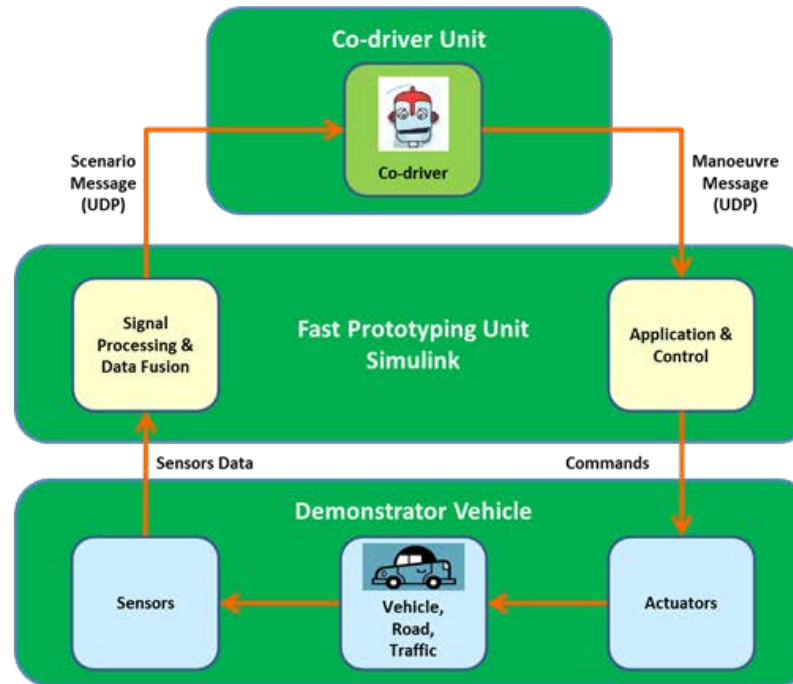 Co-driver Unit
Co-driver
Scenario
Message
(UDP)
Manoeuvre
Message
(UDP)
Signal
Processing &
Data Fusion
Fast Prototyping Unit
Simulink
Application &
Control
Sensors Data
Commands
Demonstrator Vehicle
Sensors
Vehicle,
Road,
Traffic
Actuators